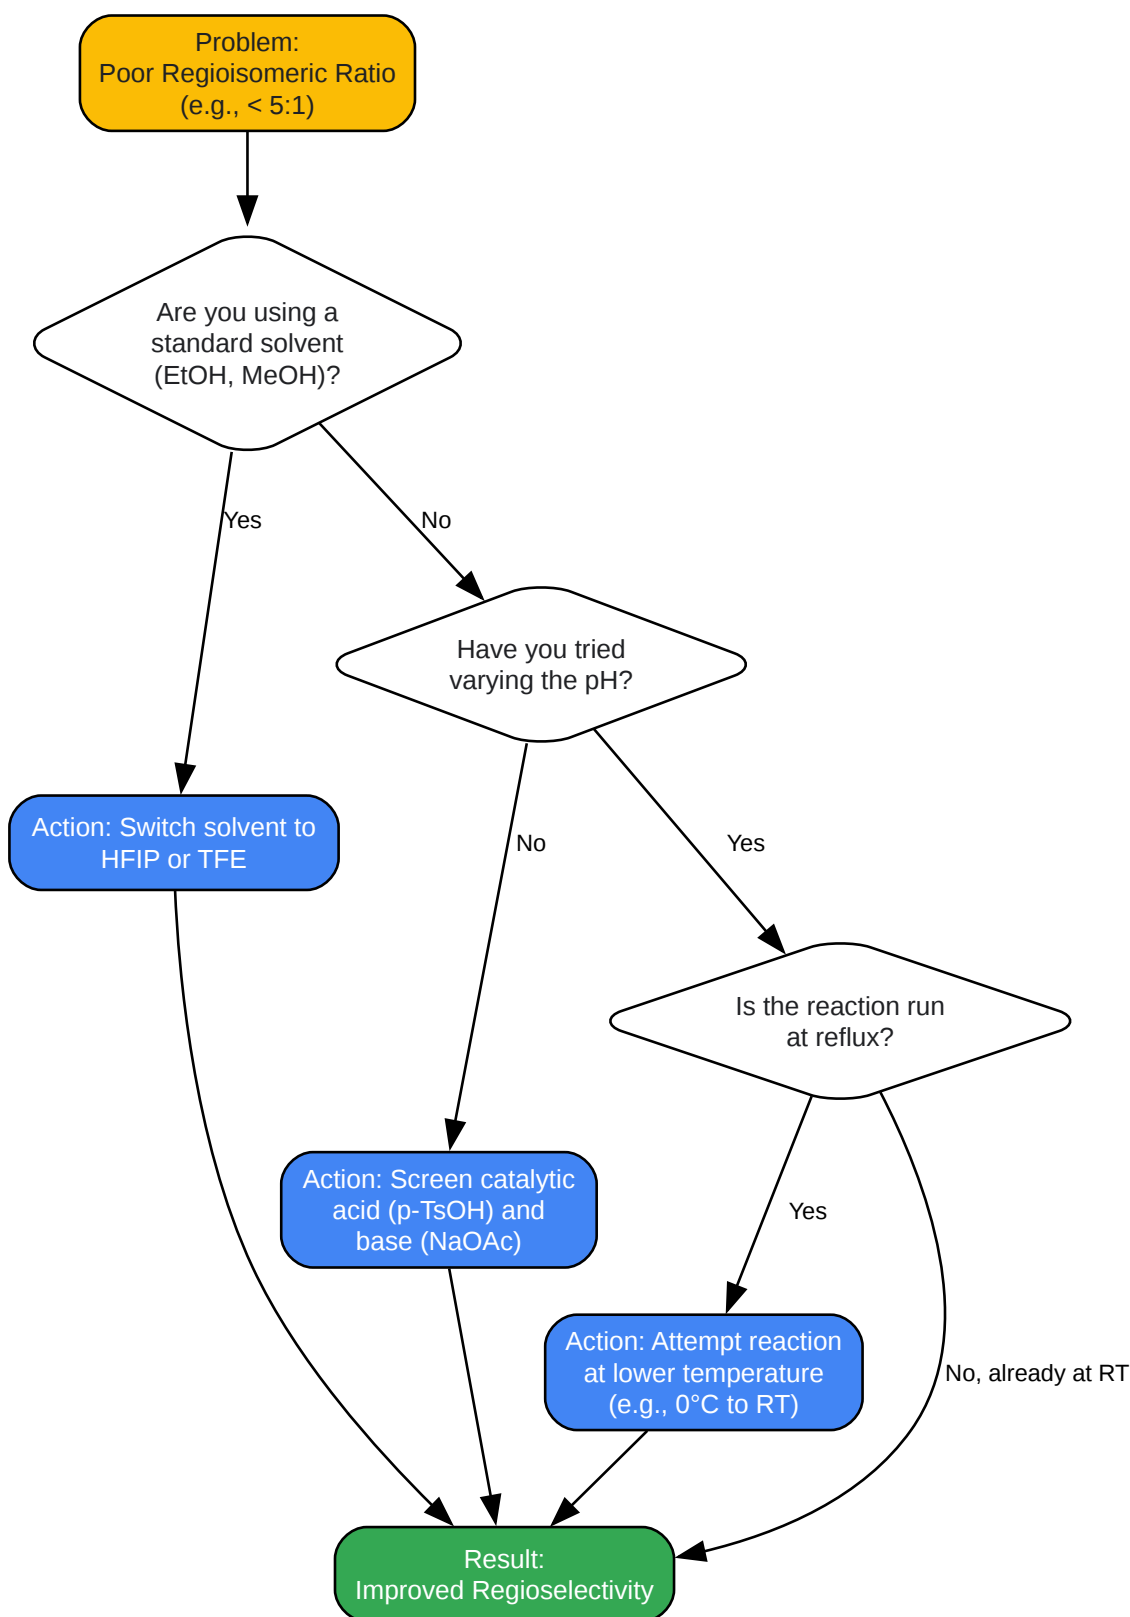 Problem:
Poor Regioisomeric Ratio
(e.g., < 5:1)
Are you using a
standard solvent
(EtOH, MeOH)?
Yes
No
Have you tried
varying the pH?
Action: Switch solvent to
HFIP or TFE
No
Yes
Is the reaction run
at reflux?
Action: Screen catalytic
acid (p-TsOH) and
base (NaOAc)
Yes
Action: Attempt reaction
at lower temperature
(e.g., 0°C to RT)
No, already at RT
Result:
Improved Regioselectivity